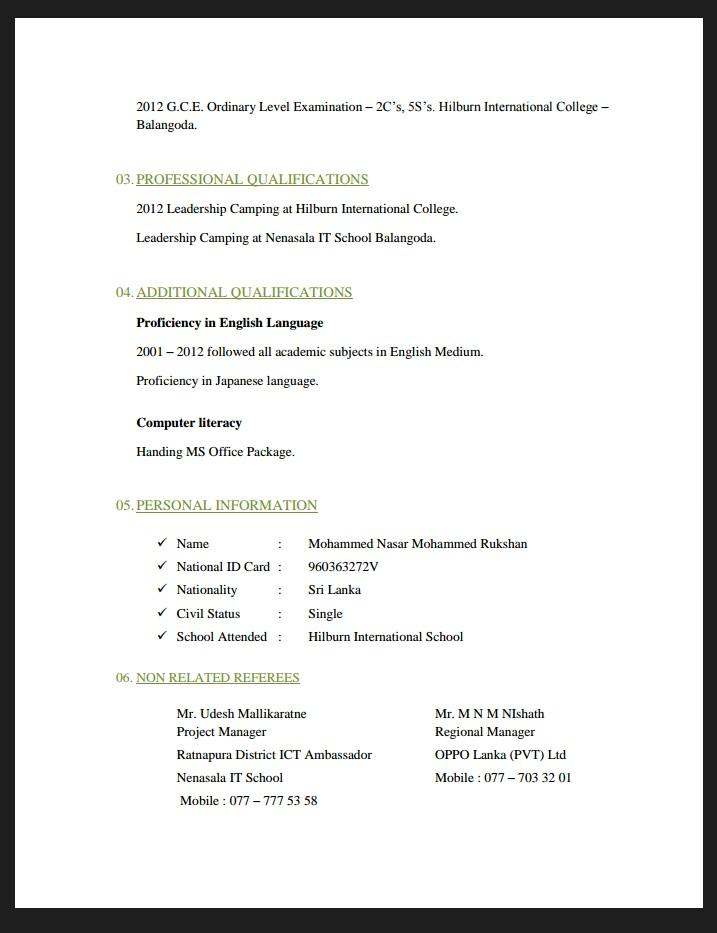 2012 G.C.E. Ordinary Level Examination – 2C’s, 5S’s. Hilburn International College –
Balangoda.
03. PROFESSIONAL QUALIFICATIONS
2012 Leadership Camping at Hilburn International College.
Leadership Camping at Nenasala IT School Balangoda.
04. ADDITIONAL QUALIFICATIONS
Proficiency in English Language
2001 – 2012 followed all academic subjects in English Medium.
Proficiency in Japanese language.
Computer literacy
Handing MS Office Package.
05. PERSONAL INFORMATION
✓ Name : Mohammed Nasar Mohammed Rukshan
✓ National ID Card : 960363272V
✓ Nationality : Sri Lanka
✓ Civil Status : Single
✓ School Attended : Hilburn International School
06. NON RELATED REFEREES
Mr. Udesh Mallikaratne
Project Manager
Ratnapura District ICT Ambassador
Nenasala IT School
Mobile : 077 – 777 53 58
Mr. M N M NIshath
Regional Manager
OPPO Lanka (PVT) Ltd
Mobile : 077 – 703 32 01